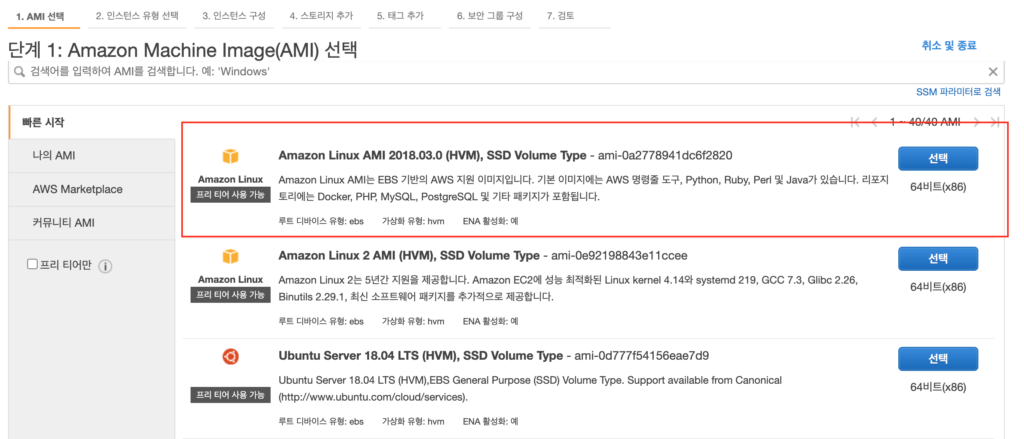 1. AMI 선택 2. 인스턴스 유형 선택 3. 인스턴스 구성 4. 스토리지 추가 5. 태그 추가 6. 보안 그룹 구성 7. 검토
단계 1: Amazon Machine Image(AMI) 선택
취소 및 종료
검색어를 입력하여 AMI를 검색합니다. 예: 'Windows'
SSM 파라미터로 검색
빠른 시작
나의 AMI
AWS Marketplace
커뮤니티 AMI
프리 티어만
1 ~ 40/40 AMI
Amazon Linux
프리 티어 사용 가능
Amazon Linux AMI 2018.03.0 (HVM), SSD Volume Type - ami-0a2778941dc6f2820
Amazon Linux AMI는 EBS 기반의 AWS 지원 이미지입니다. 기본 이미지에는 AWS 명령줄 도구, Python, Ruby, Perl 및 Java가 있습니다. 리포지
토리에는 Docker, PHP, MySQL, PostgreSQL 및 기타 패키지가 포함됩니다.
루트 디바이스 유형: ebs 가상화 유형: hvm ENA 활성화: 예
선택
64비트(x86)
Amazon Linux
프리 티어 사용 가능
Amazon Linux 2 AMI (HVM), SSD Volume Type - ami-0e92198843e11ccee
Amazon Linux 2는 5년간 지원을 제공합니다. Amazon EC2에 성능 최적화된 Linux kernel 4.14와 systemd 219, GCC 7.3, Glibc 2.26,
Binutils 2.29.1, 최신 소프트웨어 패키지를 추가적으로 제공합니다.
루트 디바이스 유형: ebs 가상화 유형: hvm ENA 활성화: 예
선택
64비트(x86)
프리 티어 사용 가능
Ubuntu Server 18.04 LTS (HVM), SSD Volume Type - ami-0d777f54156eae7d9
Ubuntu Server 18.04 LTS (HVM),EBS General Purpose (SSD) Volume Type. Support available from Canonical
(http://www.ubuntu.com/cloud/services).
루트 디바이스 유형: ebs 가상화 유형: hvm ENA 활성화: 예
선택
64비트(x86)